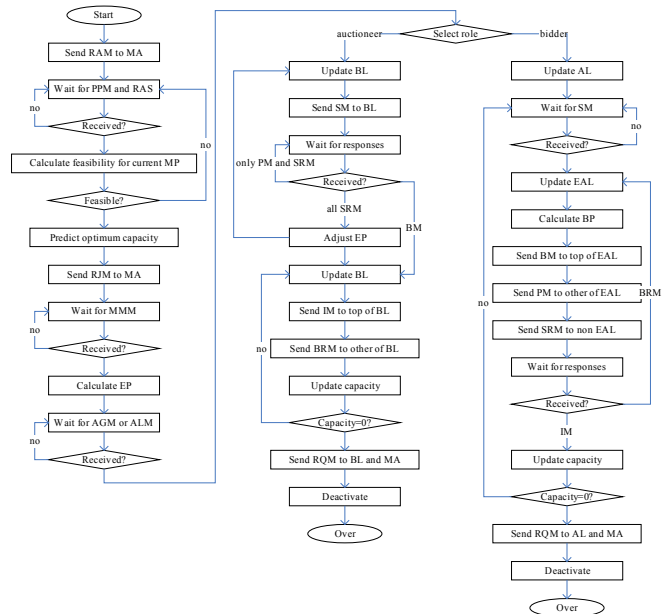 Start
Send RAM to MA
Wait for PPM and RAS
no
Received?
Calculate feasibility for current MP
no
Feasible?
Predict optimum capacity
Send RJM to MA
Wait for MMM
no
Received?
Calculate EP
Wait for AGM or ALM
no
Received?
Select role
auctioneer
bidder
Update BL
Send SM to BL
Wait for responses
only PM and SRM
Received?
all SRM
BM
Adjust EP
Update BL
Send IM to top of BL
no
Send BRM to other of BL
Update capacity
Capacity=0?
Send RQM to BL and MA
Deactivate
Over
Update AL
Wait for SM
no
Received?
Update EAL
Calculate BP
Send BM to top of EAL
no
Send PM to other of EAL
BRM
Send SRM to non EAL
Wait for responses
Received?
IM
Update capacity
Capacity=0?
Send RQM to AL and MA
Deactivate
Over